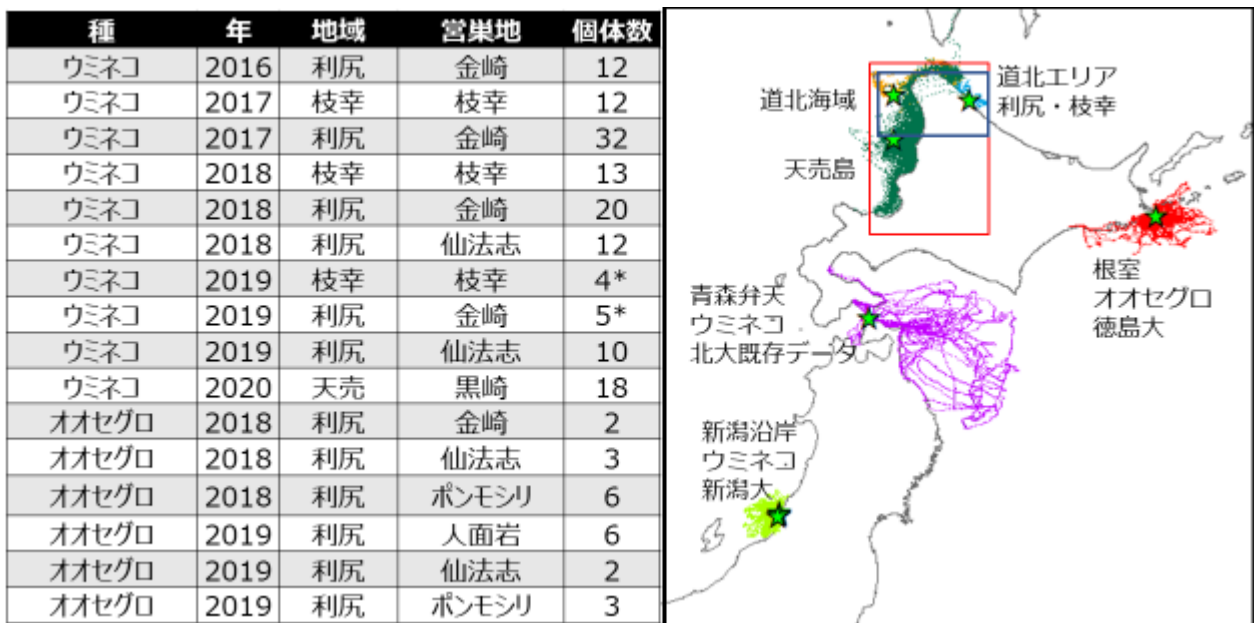 種 年 地域 営巣地 個体数
ウミネコ 2016 利尻 金崎 12
ウミネコ 2017 枝幸 枝幸 12
ウミネコ 2017 利尻 金崎 32
ウミネコ 2018 枝幸 枝幸 13
ウミネコ 2018 利尻 金崎 20
ウミネコ 2018 利尻 仙法志 12
ウミネコ 2019 枝幸 枝幸 4*
ウミネコ 2019 利尻 金崎 5*
ウミネコ 2019 利尻 仙法志 10
ウミネコ 2020 天売 黒崎 18
オオセグロ 2018 利尻 金崎 2
オオセグロ 2018 利尻 仙法志 3
オオセグロ 2018 利尻 ポンモシリ 6
オオセグロ 2019 利尻 人面岩 6
オオセグロ 2019 利尻 仙法志 2
オオセグロ 2019 利尻 ポンモシリ 3
道北海域
道北エリア
利尻・枝幸
天売島
根室
オオセグロ
徳島大
青森弁天
ウミネコ
北大既存データ
新潟沿岸
ウミネコ
新潟大